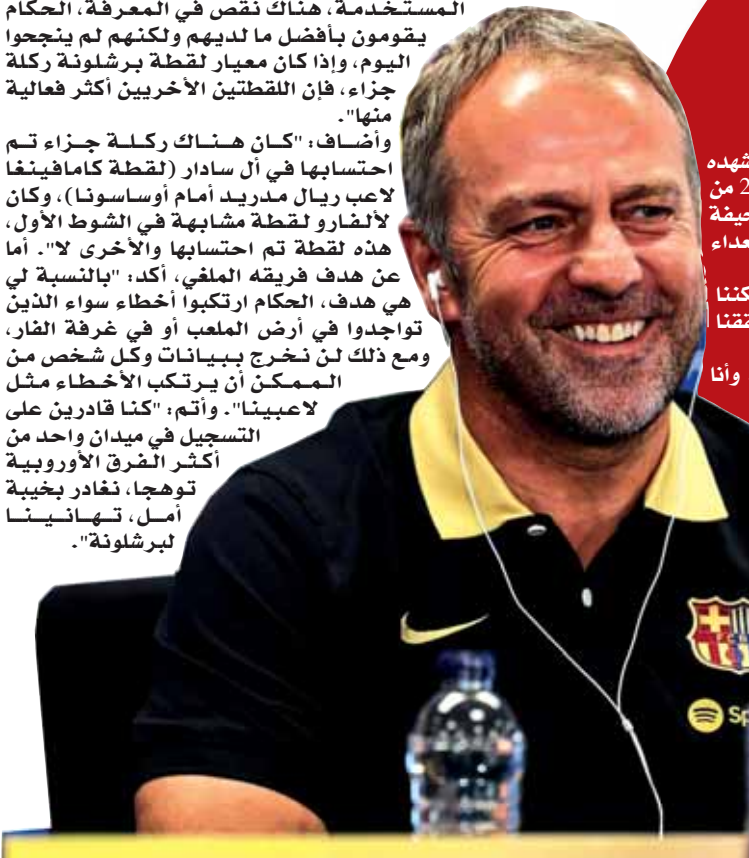 المستخدمة، هناك نقص في المعرفة، الحكام
يقومون بأفضل ما لديهم ولكنهم لم ينجحوا
اليوم، وإذا كان معيار لقطة برشلونة ركلة
جزاء، فإن اللقطتين الأخريين أكثر فعالية
منها".
وأضاف: "كان هناك ركلة جزاء تم
احتسابها في أل سادار (لقطة كامافينغا
لاعب ريال مدريد أمام أوساسونا)، وكان
لألفارو لقطة مشابهة في الشوط الأول،
هذه لقطة تم احتسابها والأخرى لا". أما
عن هدف فريقه الملغي، أكد: "بالنسبة لي
هي هدف، الحكام ارتكبوا أخطاء سواء الذين
تواجدوا في أرض الملعب أو في غرفة الفار،
ومع ذلك لن نخرج ببيانات وكل شخص من
الممكن أن يرتكب الأخطاء مثل
لاعبينا". وأتم: "كنا قادرين على
التسجيل في ميدان واحد من
أكثر الفرق الأوروبية
توهجا، نغادر بخيبة
أمل، تهانينا
لبرشلونة".
شهده
2 من
حيفة
عداء
كننا
وأنا
Sp